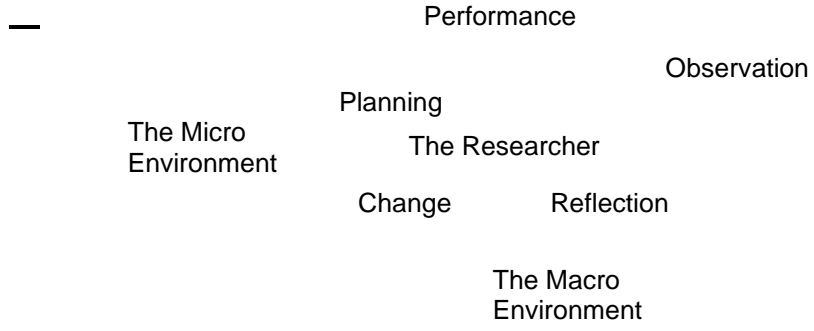 Performance
Observation
Planning
The Micro
Environment
The Researcher
Change
Reflection
The Macro
Environment